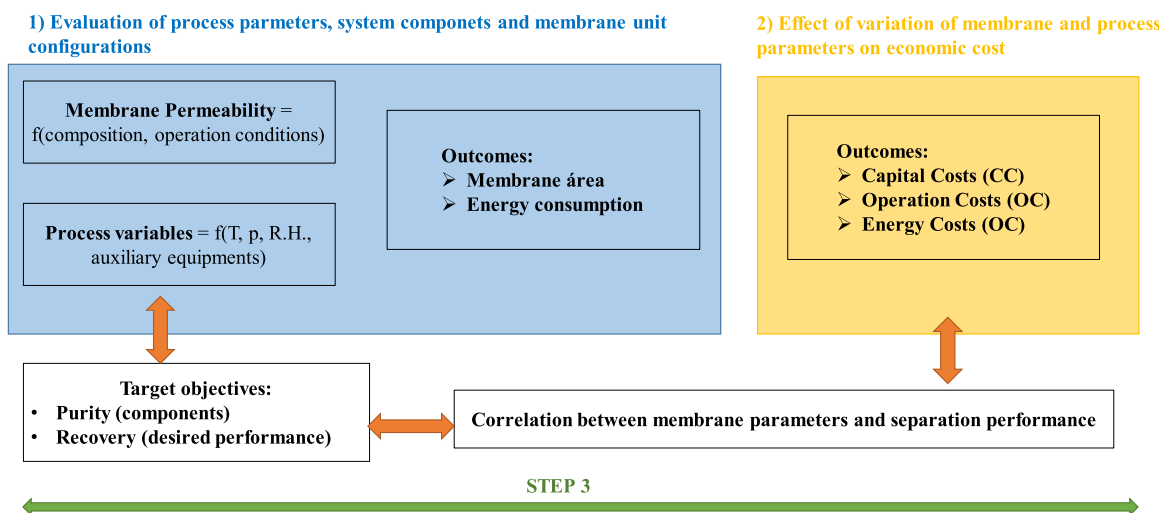 1) Evaluation of process parmeters, system componets and membrane unit
configurations
2) Effect of variation of membrane and process
parameters on economic cost
Membrane Permeability =
f(composition, operation conditions)
Process variables = f(T, p, R.H.,
auxiliary equipments)
Outcomes:
➢ Membrane área
➢ Energy consumption
Outcomes:
➢ Capital Costs (CC)
➢ Operation Costs (OC)
➢ Energy Costs (OC)
Target objectives:
• Purity (components)
• Recovery (desired performance)
Correlation between membrane parameters and separation performance
STEP 3